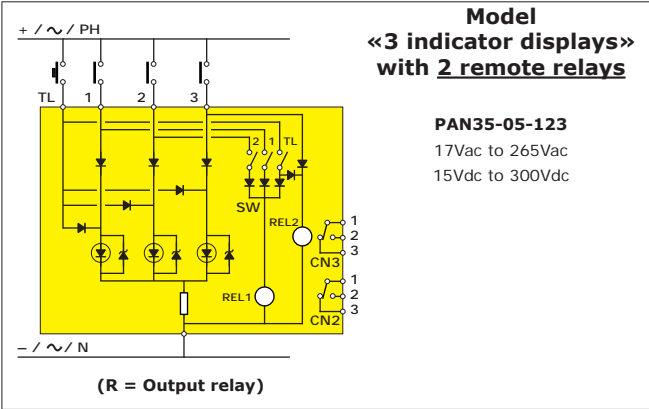 Model
«3 indicator displays»
with 2 remote relays
PAN35-05-123
17Vac to 265Vac
15Vdc to 300Vdc
+ / ∿ / PH
TL 1 2 3
2 1 TL
SW
REL2
1
2
3
CN3
REL1
1
2
3
CN2
– / ∿ / N
(R = Output relay)